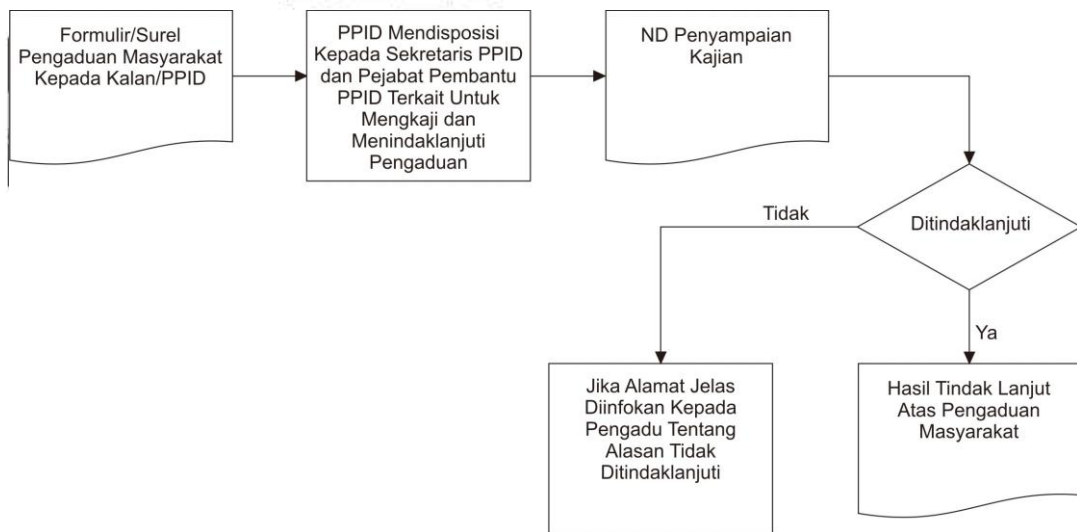 Formulir/Surel
Pengaduan Masyarakat
Kepada Kalan/PPID
PPID Mendisposisi
Kepada Sekretaris PPID
dan Pejabat Pembantu
PPID Terkait Untuk
Mengkaji dan
Menindaklanjuti
Pengaduan
ND Penyampaian
Kajian
Ditindaklanjuti
Tidak
Ya
Jika Alamat Jelas
Diinfokan Kepada
Pengadu Tentang
Alasan Tidak
Ditindaklanjuti
Hasil Tindak Lanjut
Atas Pengaduan
Masyarakat